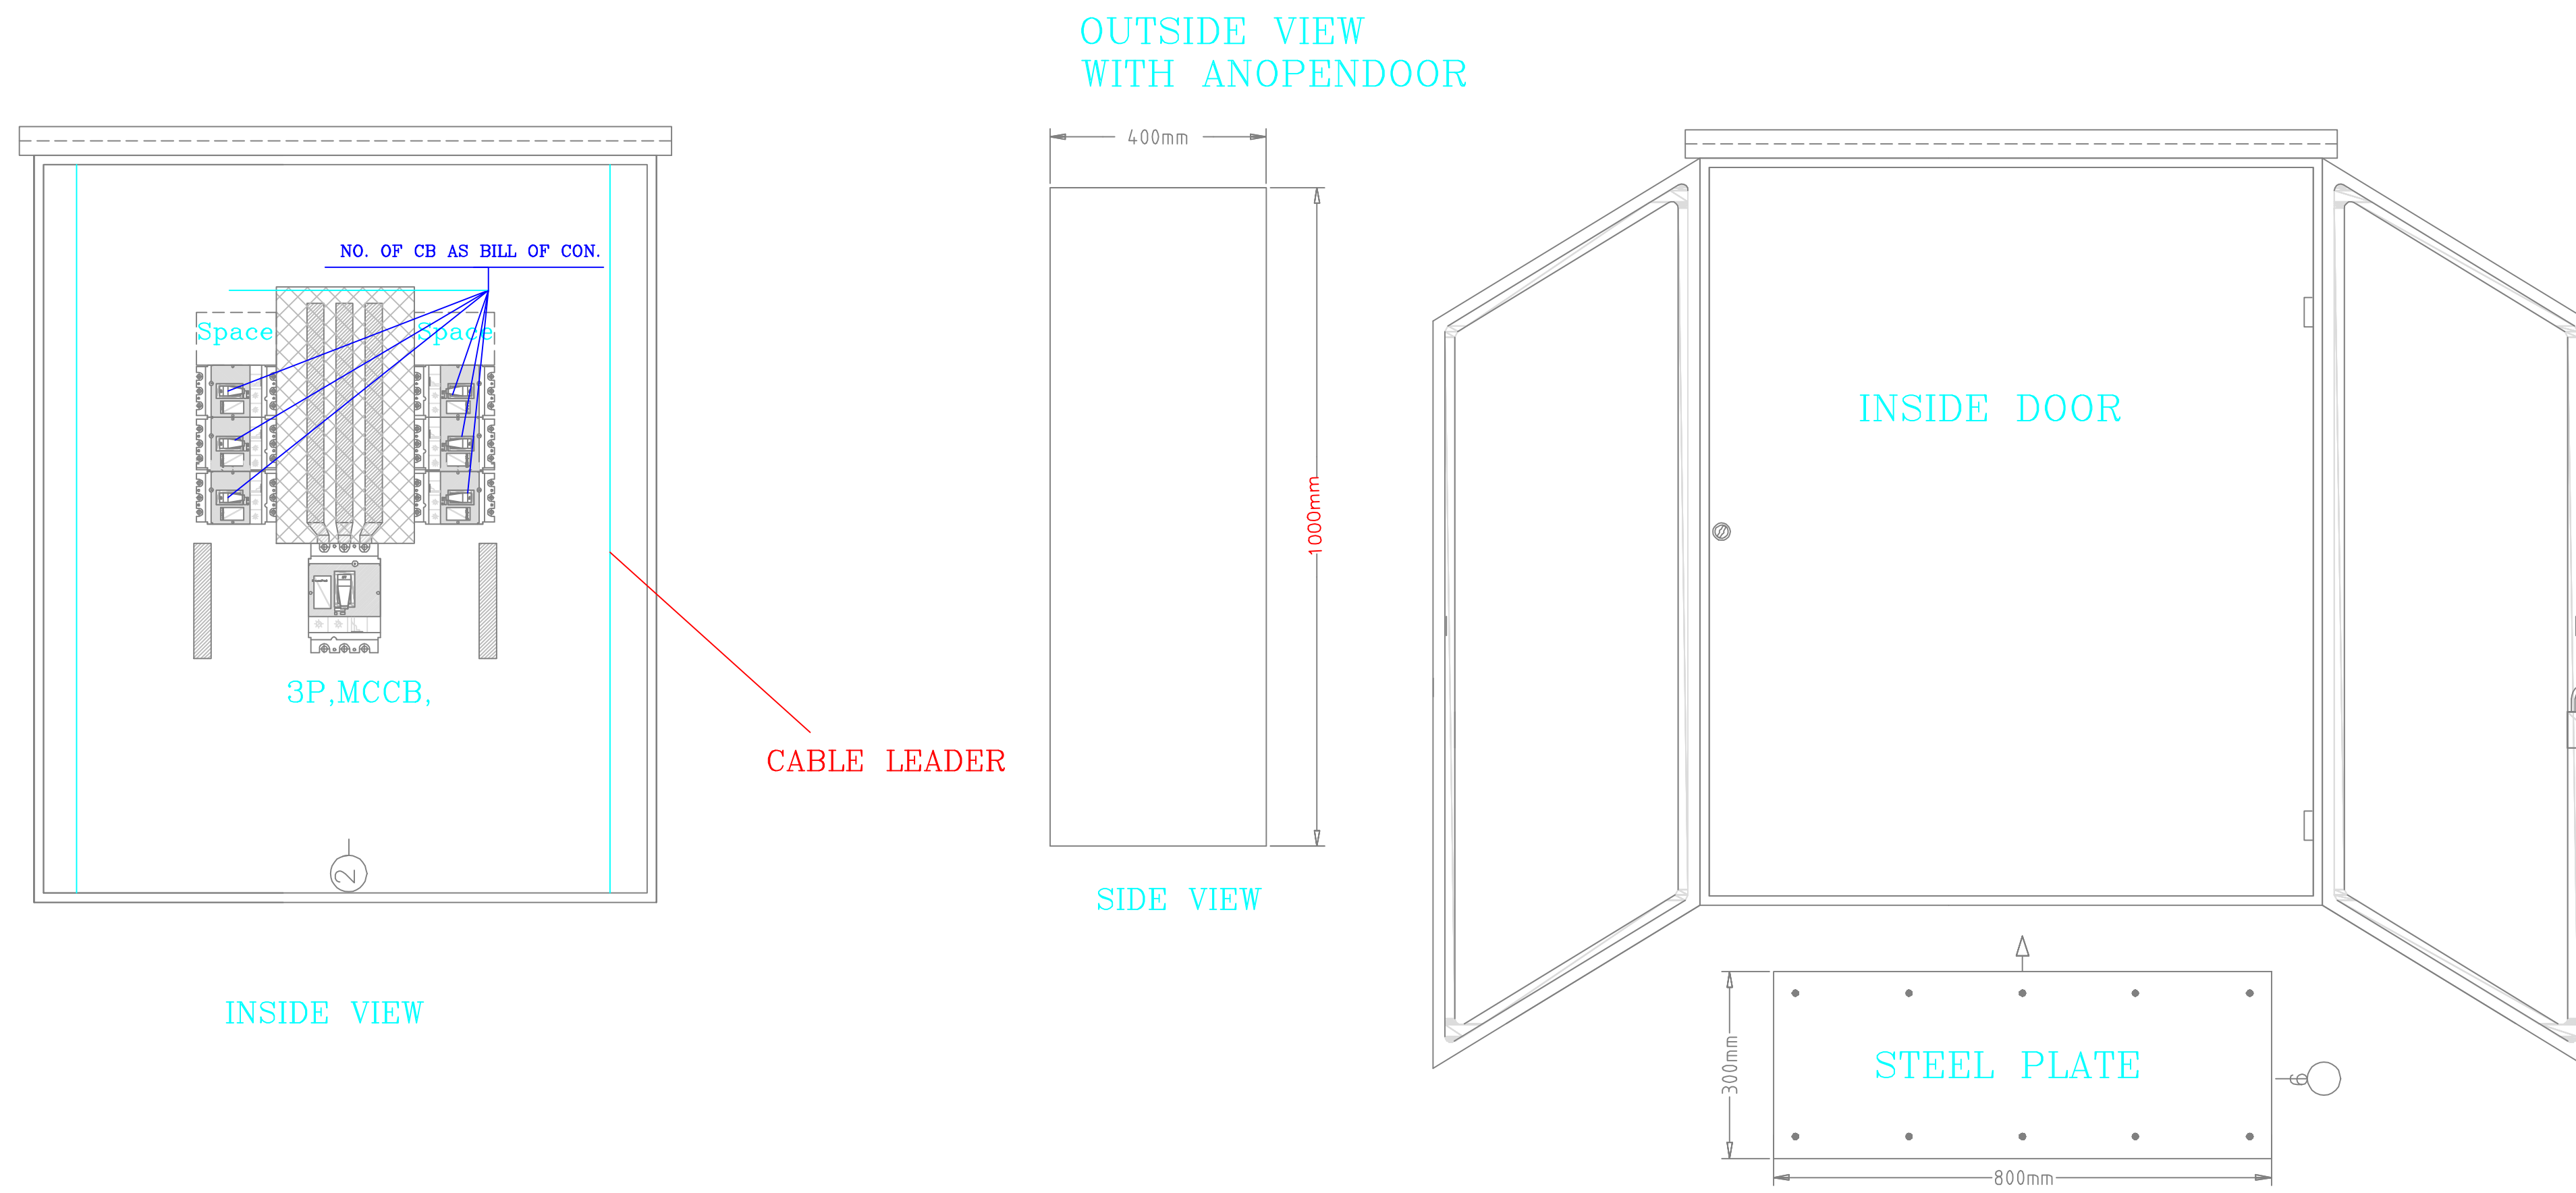 OUTSIDE VIEW
WITH ANOPENDOOR
400mm
NO. OF CB AS BILL OF CON.
Space
Space
INSIDE DOOR
1000mm
3P,MCCB,
CABLE LEADER
2
SIDE VIEW
INSIDE VIEW
STEEL PLATE
300mm
6
800mm